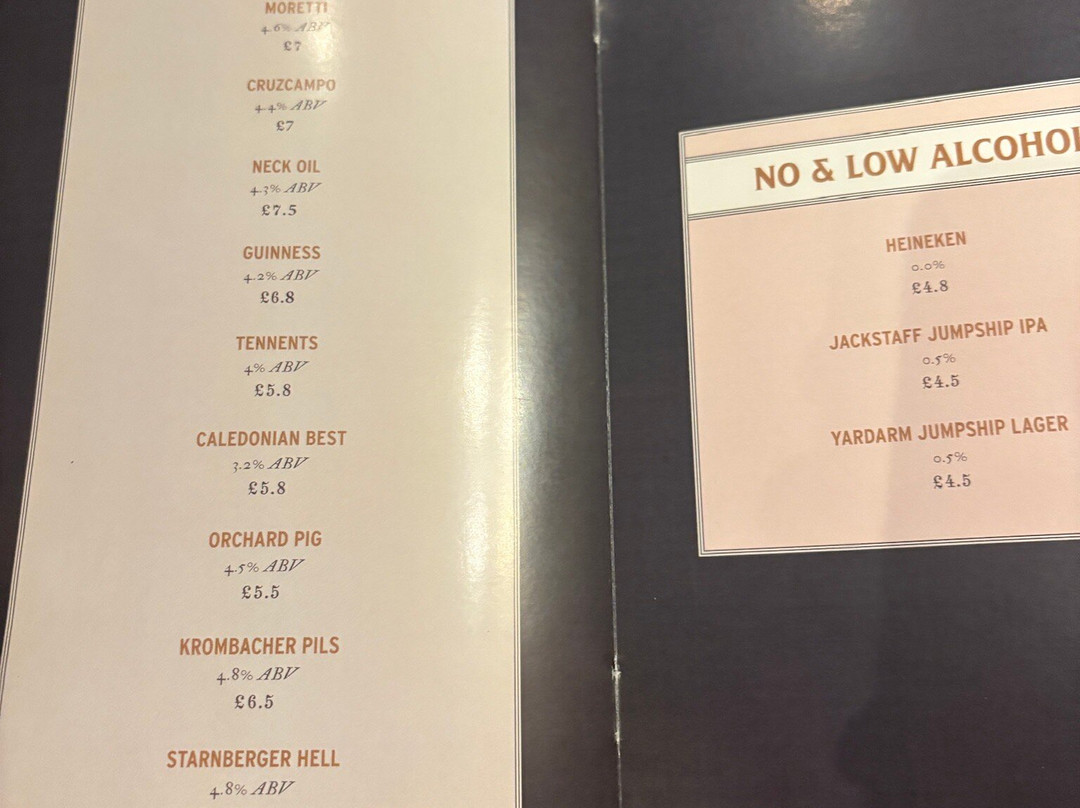 MORETTI
4.6% ABV
£7
CRUZCAMPO
4.4% ABV
£7
NECK OIL
4.3% ABV
£7.5
GUINNESS
4.2% ABV
£6.8
TENNENTS
4% ABV
£5.8
CALEDONIAN BEST
3.2% ABV
£5.8
ORCHARD PIG
4.5% ABV
£5.5
KROMBACHER PILS
4.8% ABV
£6.5
STARNBERGER HELL
4.8% ABV
NO & LOW ALCOHOL
HEINEKEN
0.0%
£4.8
JACKSTAFF JUMPSHIP IPA
0.5%
£4.5
YARDARM JUMPSHIP LAGER
0.5%
£4.5